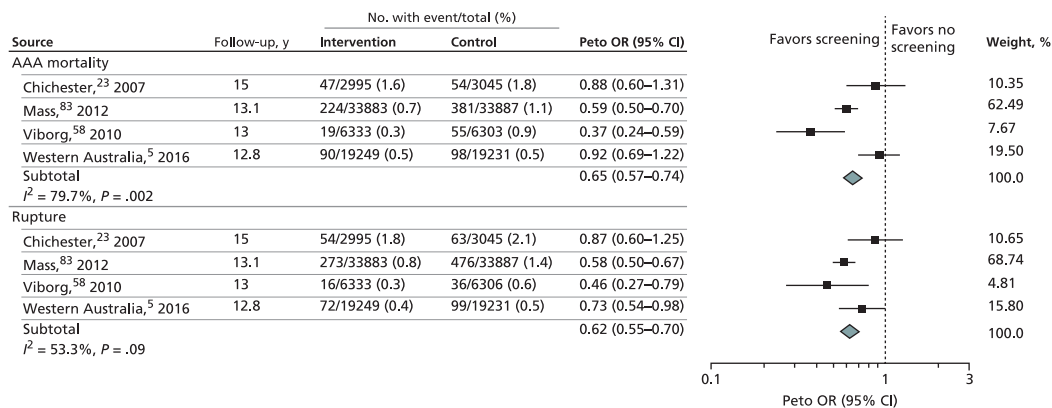 No. with event/total (%)
Source Follow-up, y Intervention Control Peto OR (95% CI) Favors screening Favors no screening Weight, %
AAA mortality
Chichester,23 2007 15 47/2995 (1.6) 54/3045 (1.8) 0.88 (0.60–1.31) 10.35
Mass,83 2012 13.1 224/33883 (0.7) 381/33887 (1.1) 0.59 (0.50–0.70) 62.49
Viborg,58 2010 13 19/6333 (0.3) 55/6303 (0.9) 0.37 (0.24–0.59) 7.67
Western Australia,5 2016 12.8 90/19249 (0.5) 98/19231 (0.5) 0.92 (0.69–1.22) 19.50
Subtotal 0.65 (0.57–0.74) 100.0
I2 = 79.7%, P = .002
Rupture
Chichester,23 2007 15 54/2995 (1.8) 63/3045 (2.1) 0.87 (0.60–1.25) 10.65
Mass,83 2012 13.1 273/33883 (0.8) 476/33887 (1.4) 0.58 (0.50–0.67) 68.74
Viborg,58 2010 13 16/6333 (0.3) 36/6306 (0.6) 0.46 (0.27–0.79) 4.81
Western Australia,5 2016 12.8 72/19249 (0.4) 99/19231 (0.5) 0.73 (0.54–0.98) 15.80
Subtotal 0.62 (0.55–0.70) 100.0
I2 = 53.3%, P = .09
0.1 1 3
Peto OR (95% CI)